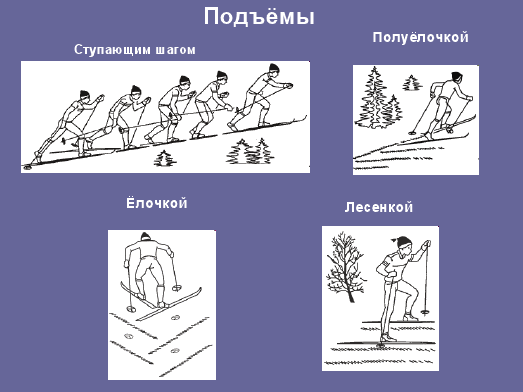 Подъёмы
Ступающим шагом
Полуёлочкой
Ёлочкой
Лесенкой